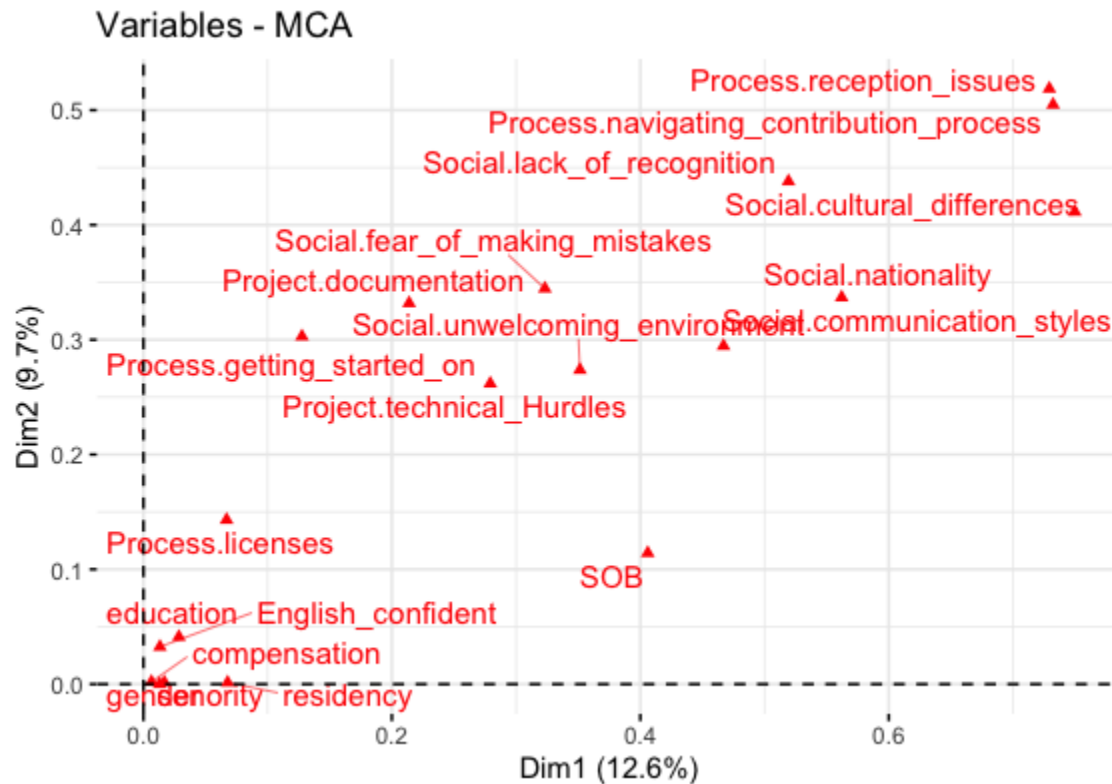 Variables - MCA
Process.reception_issues
0.5
Process.navigating_contribution_process
Social.lack_of_recognition
Social.cultural_differences
0.4
Social.fear_of_making_mistakes
Project.documentation
Social.nationality
Social.unwelcoming_environment
Social.communication_styles
0.3
Process.getting_started_on
Project.technical_Hurdles
Dim2 (9.7%)
0.2
Process.licenses
0.1
SOB
education
English_confident
compensation
0.0
gender
senority
residency
0.0
0.2
0.4
0.6
Dim1 (12.6%)